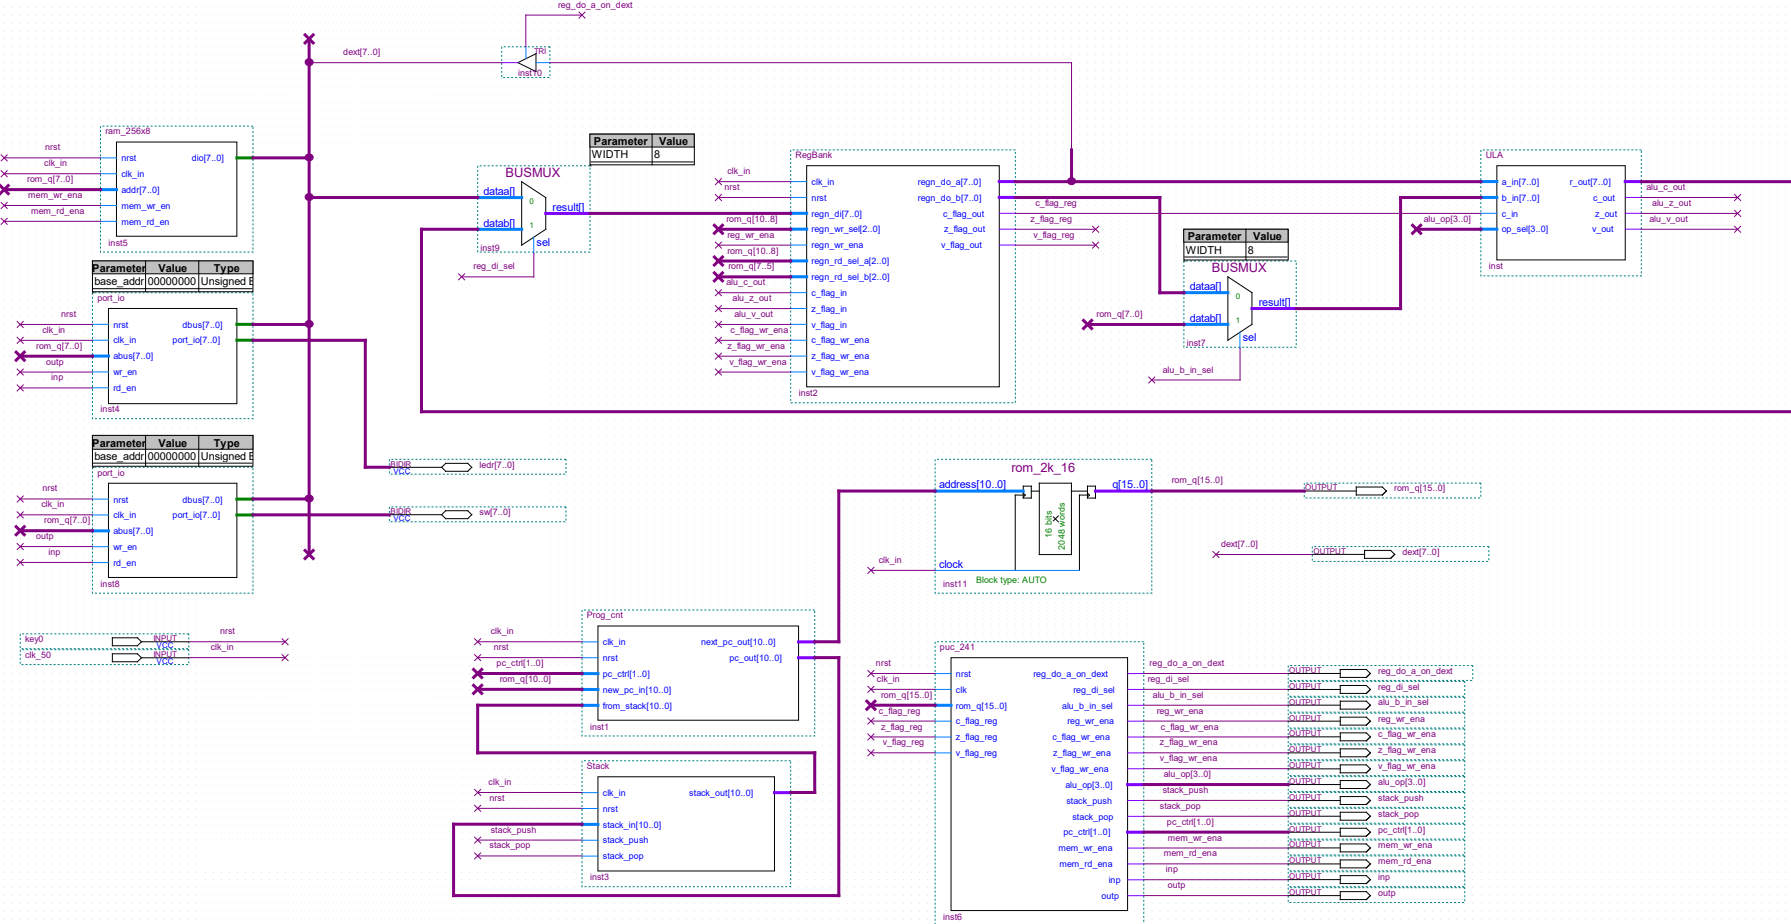 reg_do_a_on_dext
dext[7..0]
TRI
inst10
ram_256x8
nrst
clk_in
rom_q[7..0]
mem_wr_ena
mem_rd_ena
nrst
clk_in
addr[7..0]
mem_wr_en
mem_rd_en
dio[7..0]
inst5
Parameter Value Type
base_addr 00000000 Unsigned B
port_io
nrst
clk_in
rom_q[7..0]
outp
inp
nrst
clk_in
abus[7..0]
wr_en
rd_en
dbus[7..0]
port_io[7..0]
inst4
Parameter Value Type
base_addr 00000000 Unsigned B
port_io
nrst
clk_in
rom_q[7..0]
outp
inp
nrst
clk_in
abus[7..0]
wr_en
rd_en
dbus[7..0]
port_io[7..0]
inst8
BIDIR
VCC
ledr[7..0]
BIDIR
VCC
sw[7..0]
key0
INPUT
VCC
nrst
clk_50
INPUT
VCC
clk_in
Parameter Value
WIDTH 8
BUSMUX
dataa[]
datab[]
0
1
result[]
sel
inst9
reg_di_sel
RegBank
clk_in
nrst
rom_q[10..8]
reg_wr_ena
rom_q[10..8]
rom_q[7..5]
alu_c_out
alu_z_out
alu_v_out
c_flag_wr_ena
z_flag_wr_ena
v_flag_wr_ena
clk_in
nrst
regn_di[7..0]
regn_wr_sel[2..0]
regn_wr_ena
regn_rd_sel_a[2..0]
regn_rd_sel_b[2..0]
c_flag_in
z_flag_in
v_flag_in
c_flag_wr_ena
z_flag_wr_ena
v_flag_wr_ena
regn_do_a[7..0]
regn_do_b[7..0]
c_flag_out
z_flag_out
v_flag_out
c_flag_reg
z_flag_reg
v_flag_reg
inst2
Parameter Value
WIDTH 8
BUSMUX
dataa[]
datab[]
0
1
result[]
sel
inst7
rom_q[7..0]
alu_b_in_sel
ULA
alu_op[3..0]
a_in[7..0]
b_in[7..0]
c_in
op_sel[3..0]
r_out[7..0]
c_out
z_out
v_out
alu_c_out
alu_z_out
alu_v_out
inst
rom_2k_16
address[10..0]
q[15..0]
16 bits
2048 words
clk_in
clock
inst11
Block type: AUTO
rom_q[15..0]
OUTPUT
rom_q[15..0]
dext[7..0]
OUTPUT
dext[7..0]
Prog_cnt
clk_in
nrst
pc_ctrl[1..0]
rom_q[10..0]
clk_in
nrst
pc_ctrl[1..0]
new_pc_in[10..0]
from_stack[10..0]
next_pc_out[10..0]
pc_out[10..0]
inst1
Stack
clk_in
nrst
stack_push
stack_pop
clk_in
nrst
stack_in[10..0]
stack_push
stack_pop
stack_out[10..0]
inst3
puc_241
nrst
clk_in
rom_q[15..0]
c_flag_reg
z_flag_reg
v_flag_reg
nrst
clk
rom_q[15..0]
c_flag_reg
z_flag_reg
v_flag_reg
reg_do_a_on_dext
reg_di_sel
alu_b_in_sel
reg_wr_ena
c_flag_wr_ena
z_flag_wr_ena
v_flag_wr_ena
alu_op[3..0]
stack_push
stack_pop
pc_ctrl[1..0]
mem_wr_ena
mem_rd_ena
inp
outp
inst6
reg_do_a_on_dext
reg_di_sel
alu_b_in_sel
reg_wr_ena
c_flag_wr_ena
z_flag_wr_ena
v_flag_wr_ena
alu_op[3..0]
stack_push
stack_pop
pc_ctrl[1..0]
mem_wr_ena
mem_rd_ena
inp
outp
OUTPUT reg_do_a_on_dext
OUTPUT reg_di_sel
OUTPUT alu_b_in_sel
OUTPUT reg_wr_ena
OUTPUT c_flag_wr_ena
OUTPUT z_flag_wr_ena
OUTPUT v_flag_wr_ena
OUTPUT alu_op[3..0]
OUTPUT stack_push
OUTPUT stack_pop
OUTPUT pc_ctrl[1..0]
OUTPUT mem_wr_ena
OUTPUT mem_rd_ena
OUTPUT inp
OUTPUT outp